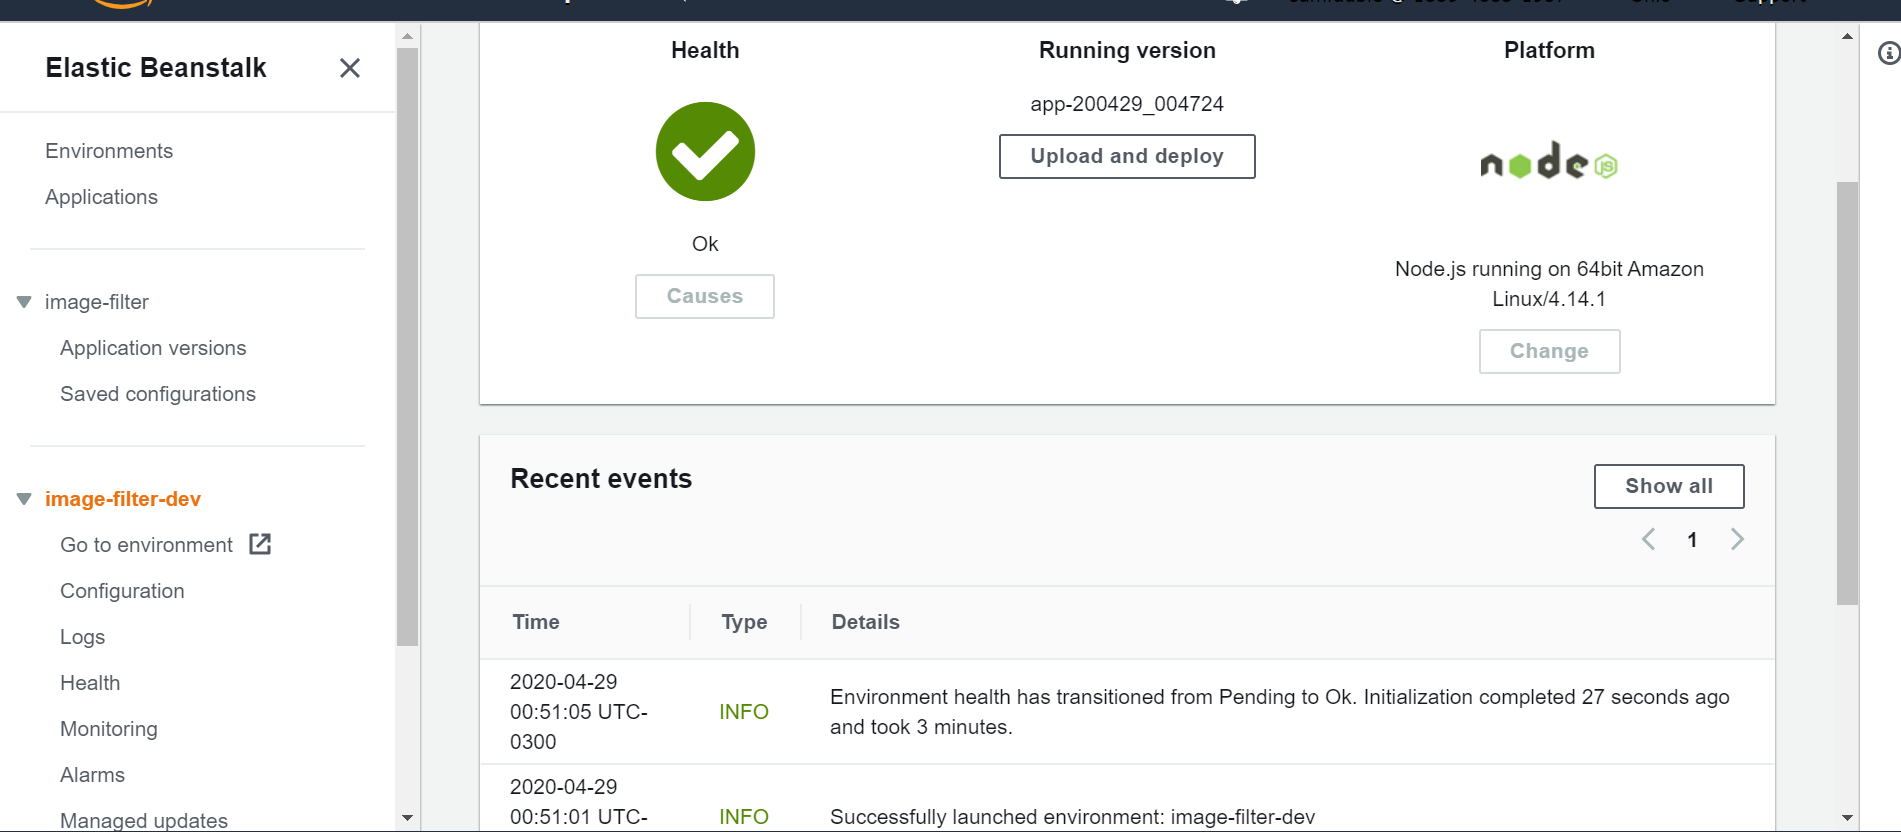 Elastic Beanstalk
Environments
Applications
image-filter
Application versions
Saved configurations
image-filter-dev
Go to environment
Configuration
Logs
Health
Monitoring
Alarms
Managed updates
Health
Ok
Causes
Running version
app-200429_004724
Upload and deploy
Platform
node JS
Node.js running on 64bit Amazon
Linux/4.14.1
Change
Recent events
Show all
1
Time Type Details
2020-04-29
00:51:05 UTC-
0300
INFO
Environment health has transitioned from Pending to Ok. Initialization completed 27 seconds ago
and took 3 minutes.
2020-04-29
00:51:01 UTC-
INFO
Successfully launched environment: image-filter-dev